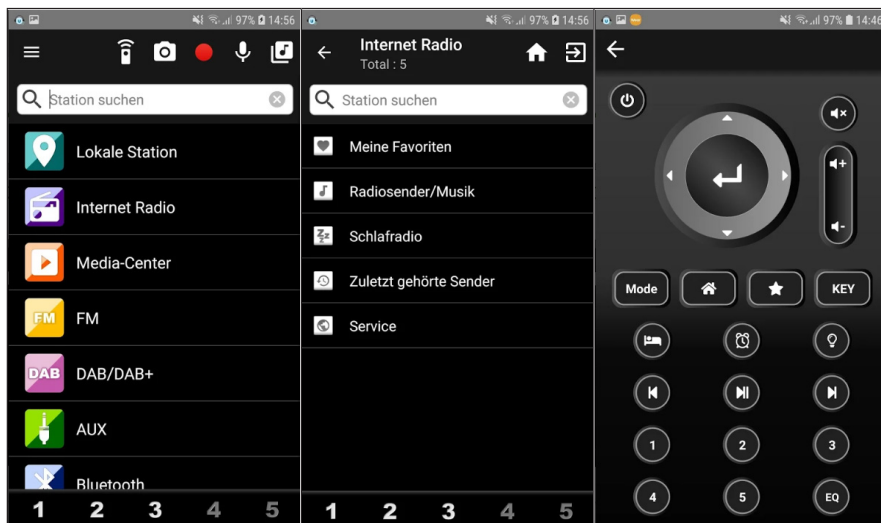 97% 14:56
Station suchen
Lokale Station
Internet Radio
Media-Center
FM FM
DAB DAB/DAB+
AUX
Bluetooth
1 2 3 4 5
97% 14:56
Internet Radio
Total : 5
Station suchen
Meine Favoriten
Radiosender/Musik
Zz Schlafradio
Zuletzt gehörte Sender
Service
1 2 3 4 5
97% 14:46
+
-
Mode KEY
1 2 3
4 5 EQ